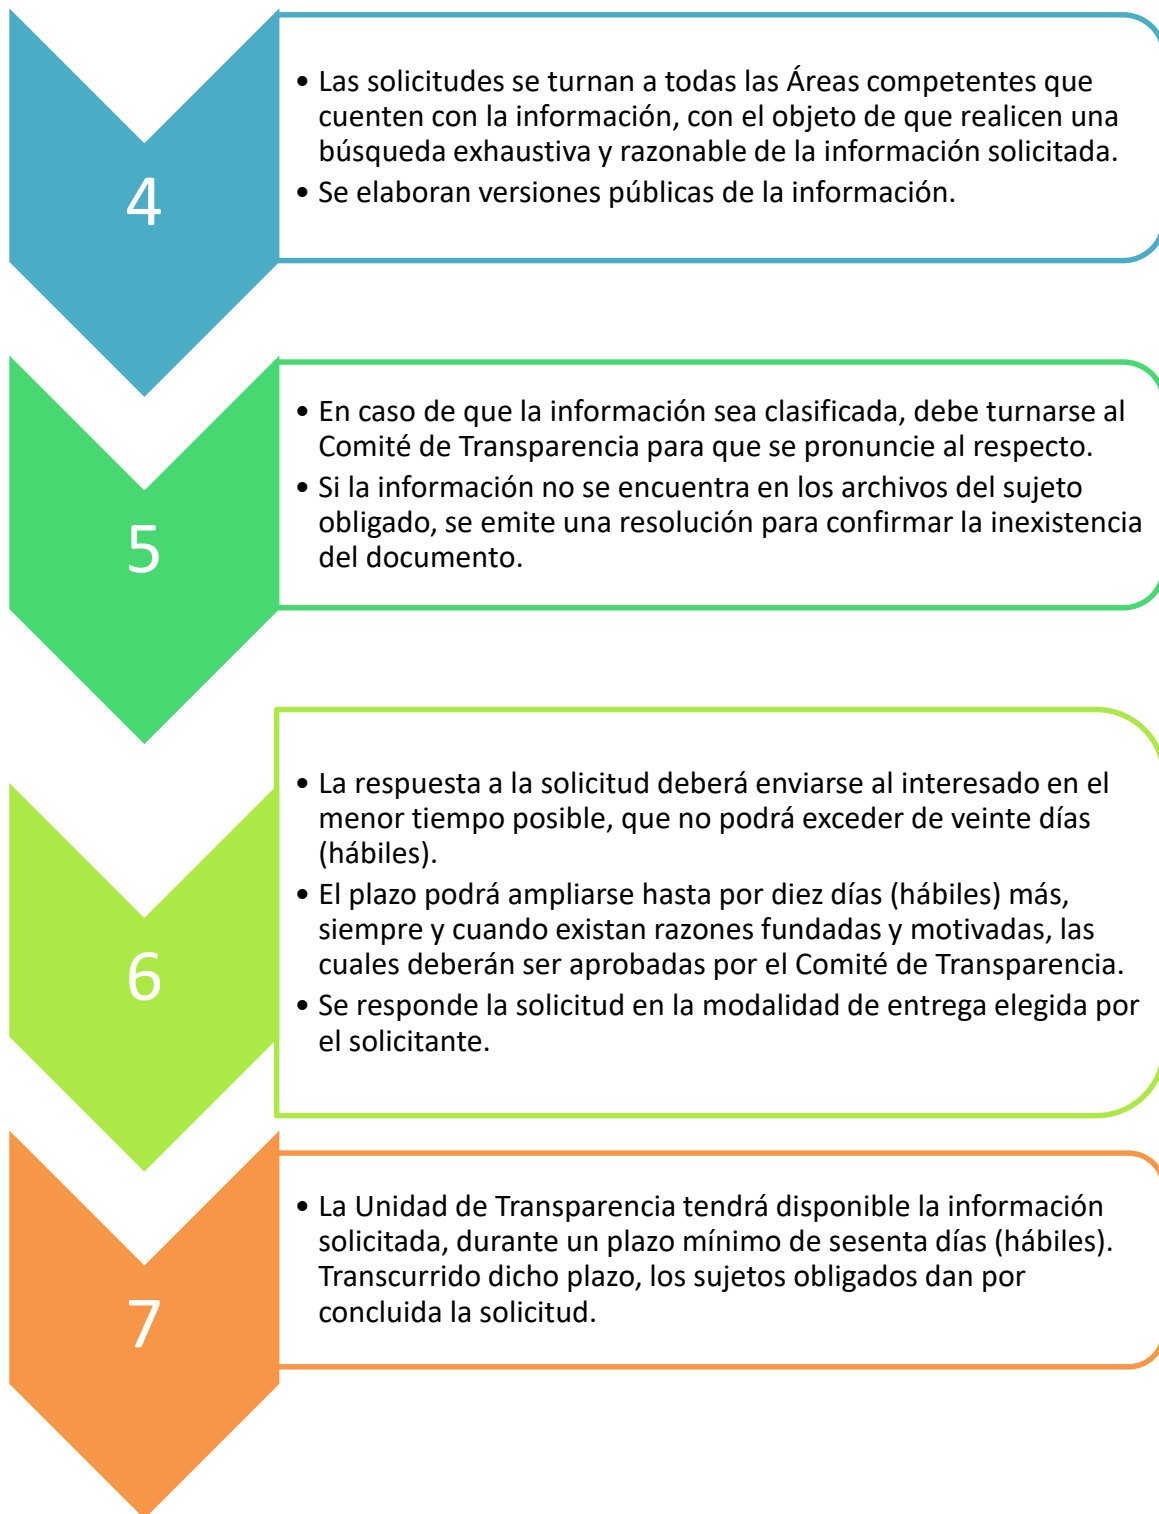 4
• Las solicitudes se turnan a todas las Áreas competentes que
cuenten con la información, con el objeto de que realicen una
búsqueda exhaustiva y razonable de la información solicitada.
• Se elaboran versiones públicas de la información.
5
• En caso de que la información sea clasificada, debe turnarse al
Comité de Transparencia para que se pronuncie al respecto.
• Si la información no se encuentra en los archivos del sujeto
obligado, se emite una resolución para confirmar la inexistencia
del documento.
6
• La respuesta a la solicitud deberá enviarse al interesado en el
menor tiempo posible, que no podrá exceder de veinte días
(hábiles).
• El plazo podrá ampliarse hasta por diez días (hábiles) más,
siempre y cuando existan razones fundadas y motivadas, las
cuales deberán ser aprobadas por el Comité de Transparencia.
• Se responde la solicitud en la modalidad de entrega elegida por
el solicitante.
7
• La Unidad de Transparencia tendrá disponible la información
solicitada, durante un plazo mínimo de sesenta días (hábiles).
Transcurrido dicho plazo, los sujetos obligados dan por
concluida la solicitud.